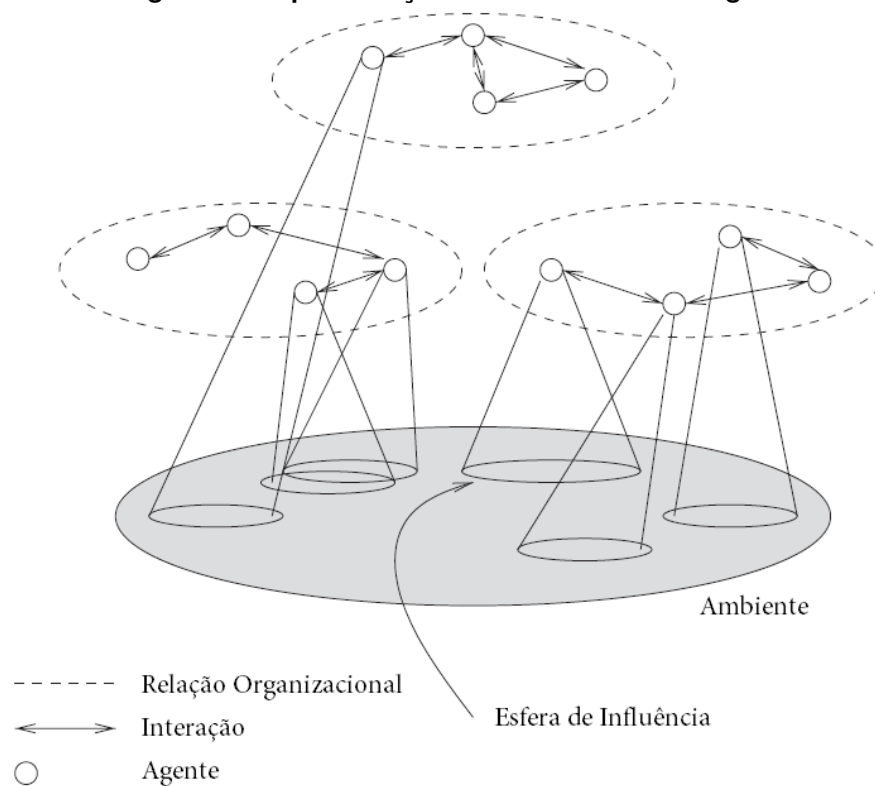 Ambiente
Relação Organizacional
Esfera de Influência
Interação
Agente